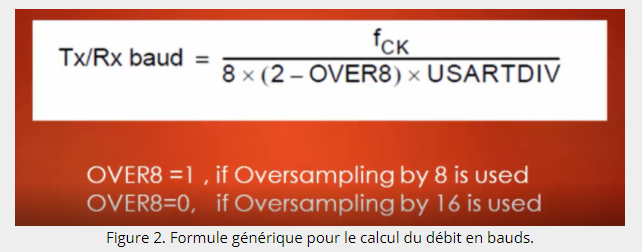 Tx/Rx baud = fCK / 8 × (2 – OVER8) × USARTDIV
OVER8 =1 , if Oversampling by 8 is used
OVER8=0, if Oversampling by 16 is used
Figure 2. Formule générique pour le calcul du débit en bauds.